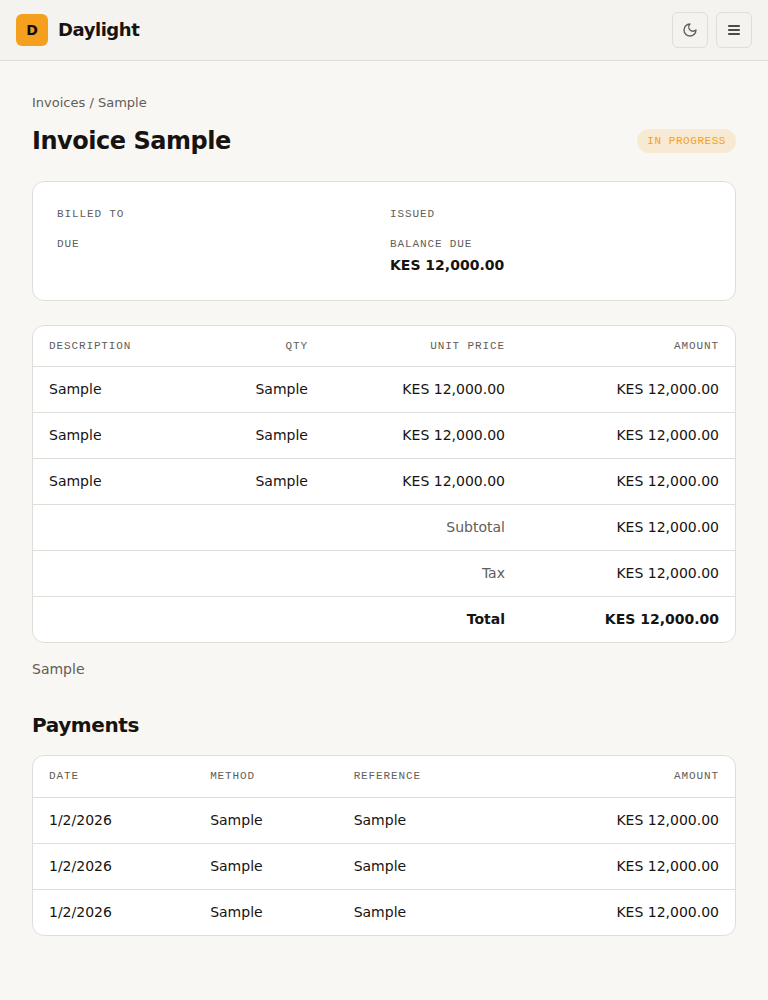 D Daylight
Invoices / Sample
Invoice Sample
IN PROGRESS
BILLED TO
ISSUED
DUE
BALANCE DUE
KES 12,000.00
DESCRIPTION QTY UNIT PRICE AMOUNT
Sample Sample KES 12,000.00 KES 12,000.00
Sample Sample KES 12,000.00 KES 12,000.00
Sample Sample KES 12,000.00 KES 12,000.00
Subtotal KES 12,000.00
Tax KES 12,000.00
Total KES 12,000.00
Sample
Payments
DATE METHOD REFERENCE AMOUNT
1/2/2026 Sample Sample KES 12,000.00
1/2/2026 Sample Sample KES 12,000.00
1/2/2026 Sample Sample KES 12,000.00